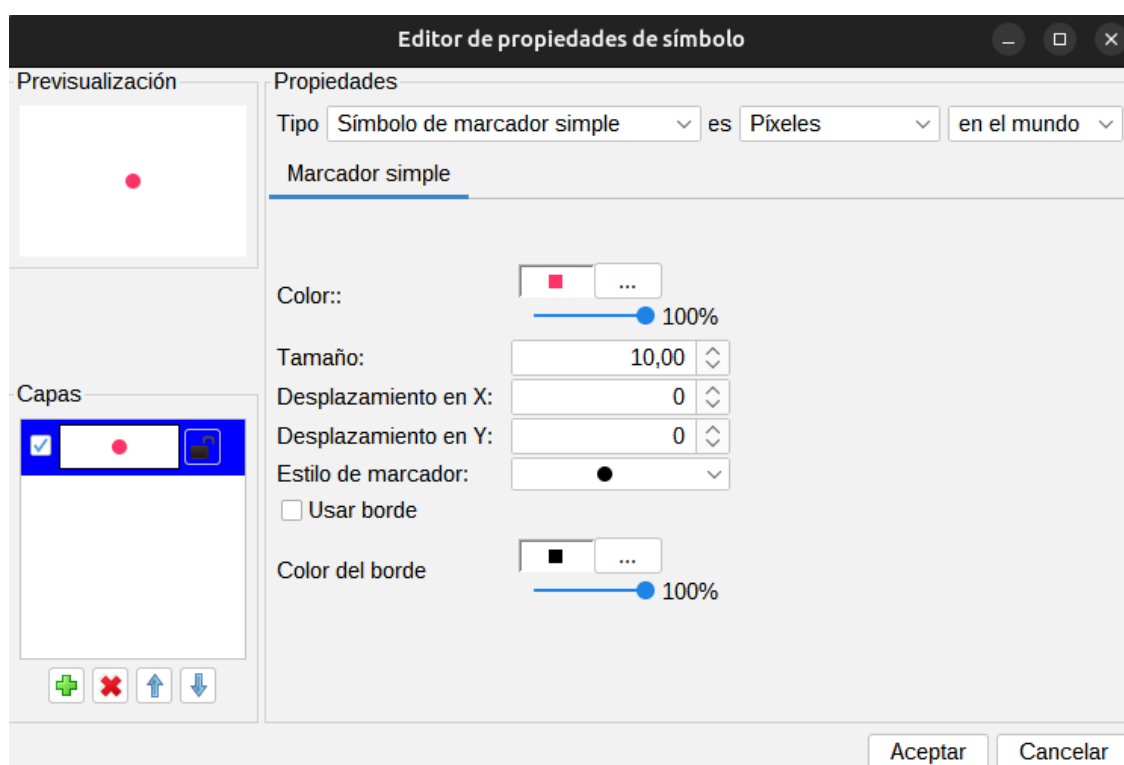 Editor de propiedades de símbolo
Previsualización
Propiedades
Tipo Símbolo de marcador simple es Píxeles en el mundo
Marcador simple
Color:: ...
100%
Tamaño: 10,00
Capas
Desplazamiento en X: 0
Desplazamiento en Y: 0
Estilo de marcador:
Usar borde
Color del borde ...
100%
Aceptar Cancelar